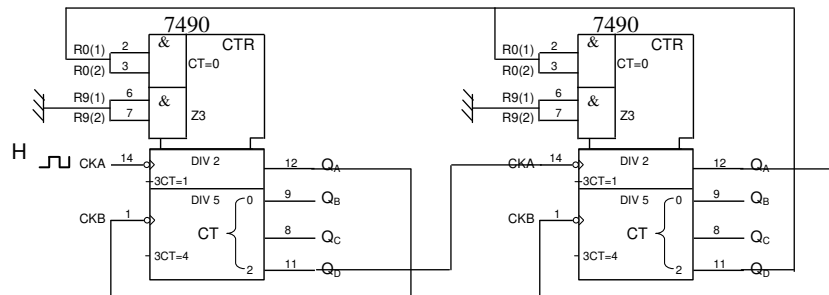 7490
&
CTR
R0(1) 2
R0(2) 3
CT=0
R9(1) 6
R9(2) 7
&
Z3
H
CKA 14
DIV 2
12 QA
3CT=1
DIV 5
0
9 QB
CKB 1
CT
8 QC
3CT=4
2
11 QD
7490
&
CTR
R0(1) 2
R0(2) 3
CT=0
R9(1) 6
R9(2) 7
&
Z3
CKA 14
DIV 2
12 QA
3CT=1
DIV 5
0
9 QB
CKB 1
CT
8 QC
3CT=4
2
11 QD